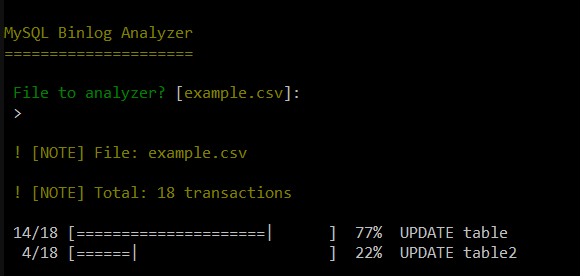 MySQL Binlog Analyzer
=====================
File to analyzer? [example.csv]:
>
! [NOTE] File: example.csv
! [NOTE] Total: 18 transactions
14/18 [=====================|      ]  77%  UPDATE table
4/18 [======|                     ]  22%  UPDATE table2